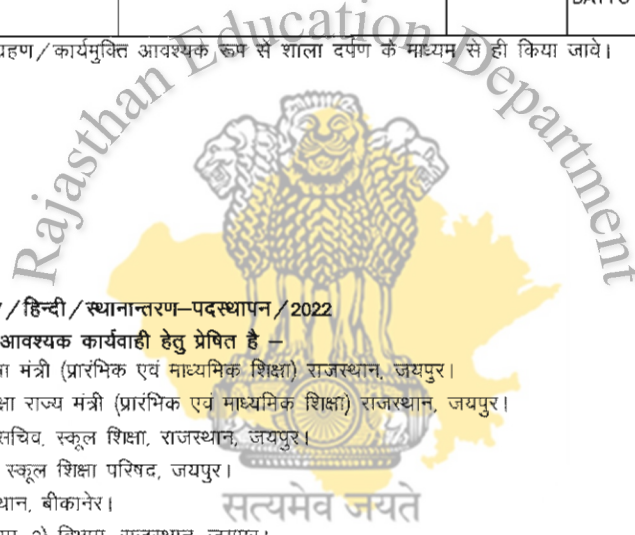 Rajasthan Education Department
ग्रहण/कार्यमुक्ति आवश्यक रूप से शाला दर्पण के माध्यम से ही किया जावे।
/हिन्दी/स्थानान्तरण–पदस्थापन/2022
आवश्यक कार्यवाही हेतु प्रेषित है –
मंत्री (प्रारंभिक एवं माध्यमिक शिक्षा) राजस्थान, जयपुर।
राज्य मंत्री (प्रारंभिक एवं माध्यमिक शिक्षा) राजस्थान, जयपुर।
सचिव, स्कूल शिक्षा, राजस्थान, जयपुर।
स्कूल शिक्षा परिषद, जयपुर।
बीकानेर।
सत्यमेव जयते